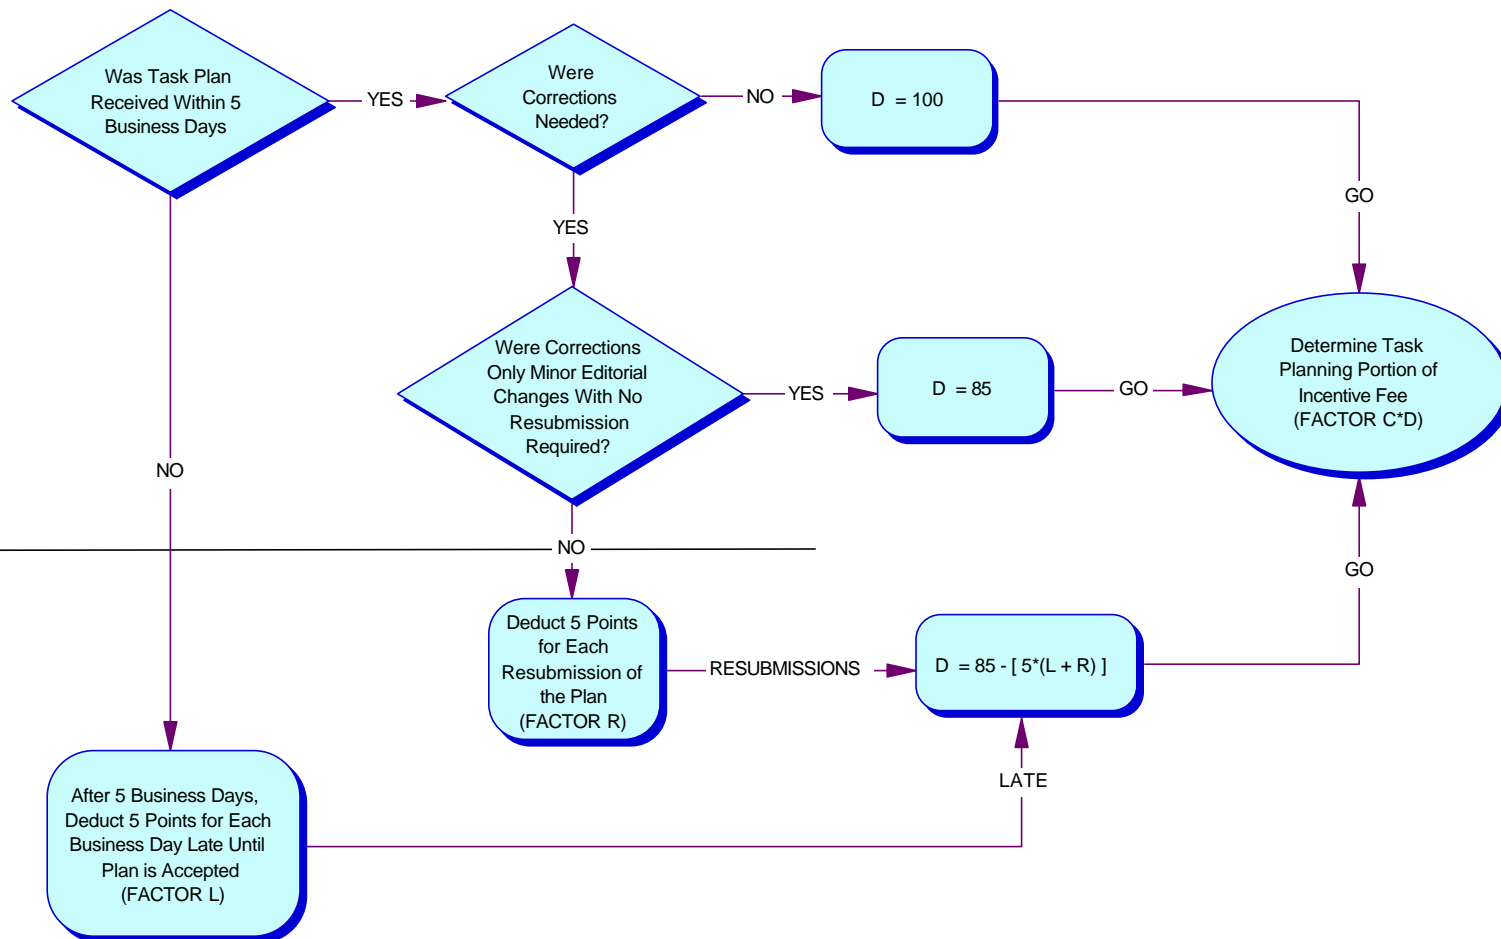 Was Task Plan
Received Within 5
Business Days
YES
Were
Corrections
Needed?
NO
D = 100
GO
YES
Were Corrections
Only Minor Editorial
Changes With No
Resubmission
Required?
YES
D = 85
GO
Determine Task
Planning Portion of
Incentive Fee
(FACTOR C*D)
NO
NO
GO
Deduct 5 Points
for Each
Resubmission of
the Plan
(FACTOR R)
RESUBMISSIONS
D = 85 - [ 5*(L + R) ]
LATE
After 5 Business Days,
Deduct 5 Points for Each
Business Day Late Until
Plan is Accepted
(FACTOR L)